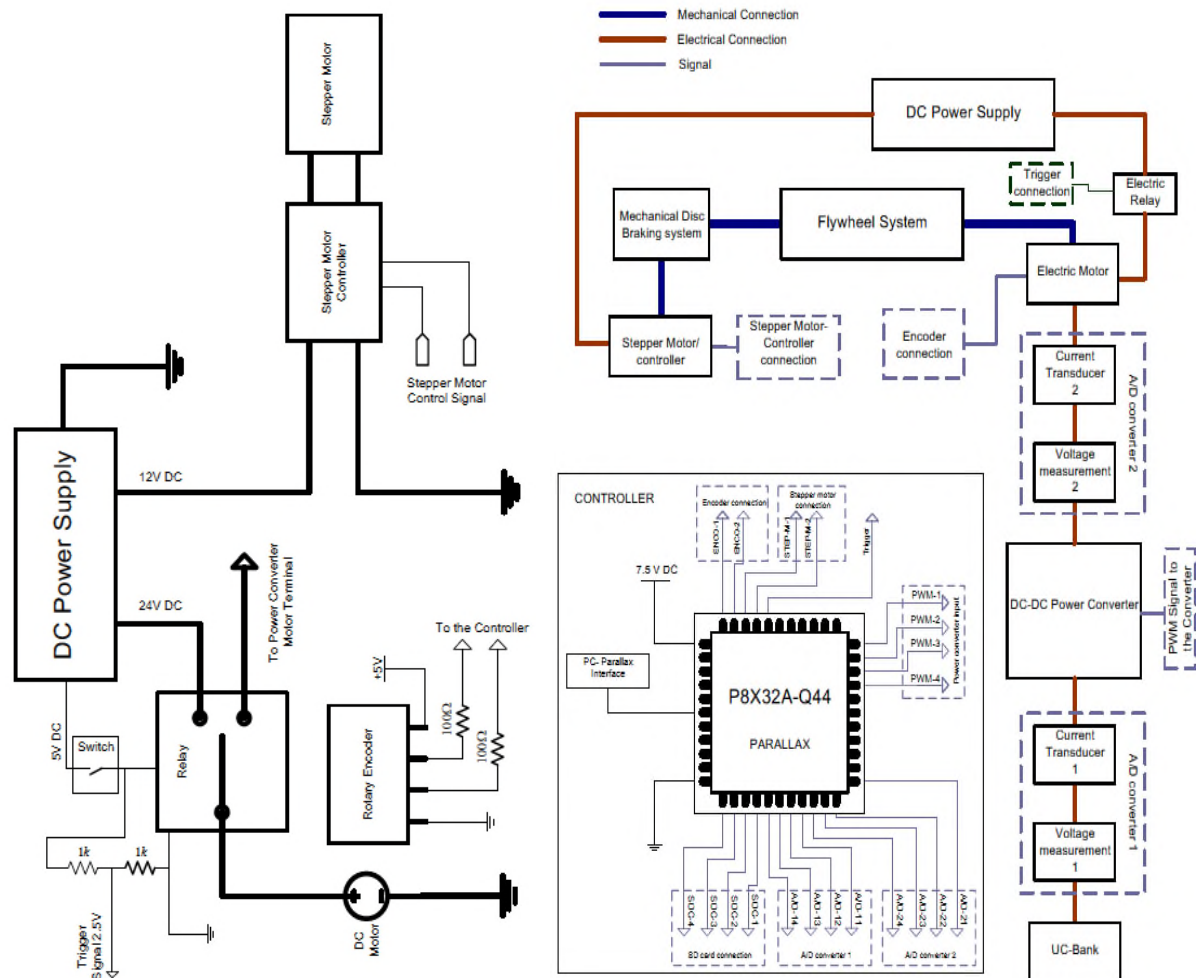 Stepper Motor
Stepper Motor
Controller
Stepper Motor
Control Signal
DC Power Supply
12V DC
24V DC
To Power Converter
Motor Terminal
5V DC
Switch
Relay
1k
1k
Trigger
Signal 2.5V
To the Controller
+5V
100Ω
100Ω
Rotary Encoder
DC
Motor
Mechanical Connection
Electrical Connection
Signal
DC Power Supply
Trigger
connection
Electric
Relay
Mechanical Disc
Braking system
Flywheel System
Electric Motor
Stepper Motor/
controller
Stepper Motor-
Controller
connection
Encoder
connection
Current
Transducer
2
Voltage
measurement
2
A/D converter 2
DC-DC Power Converter
PWM Signal to
the Converter
Current
Transducer
1
Voltage
measurement
1
A/D converter 1
UC-Bank
CONTROLLER
Encoder connection
ENCO-1
ENCO-2
Stepper motor
connection
STEP-M-1
STEP-M-2
Trigger
7.5 V DC
PC- Parallax
Interface
P8X32A-Q44
PARALLAX
PWM-1
PWM-2
PWM-3
PWM-4
Power converter input
SDC-4
SDC-3
SDC-2
SDC-1
SD card connection
A/D-14
A/D-13
A/D-12
A/D-11
A/D converter 1
A/D-24
A/D-23
A/D-22
A/D-21
A/D converter 2